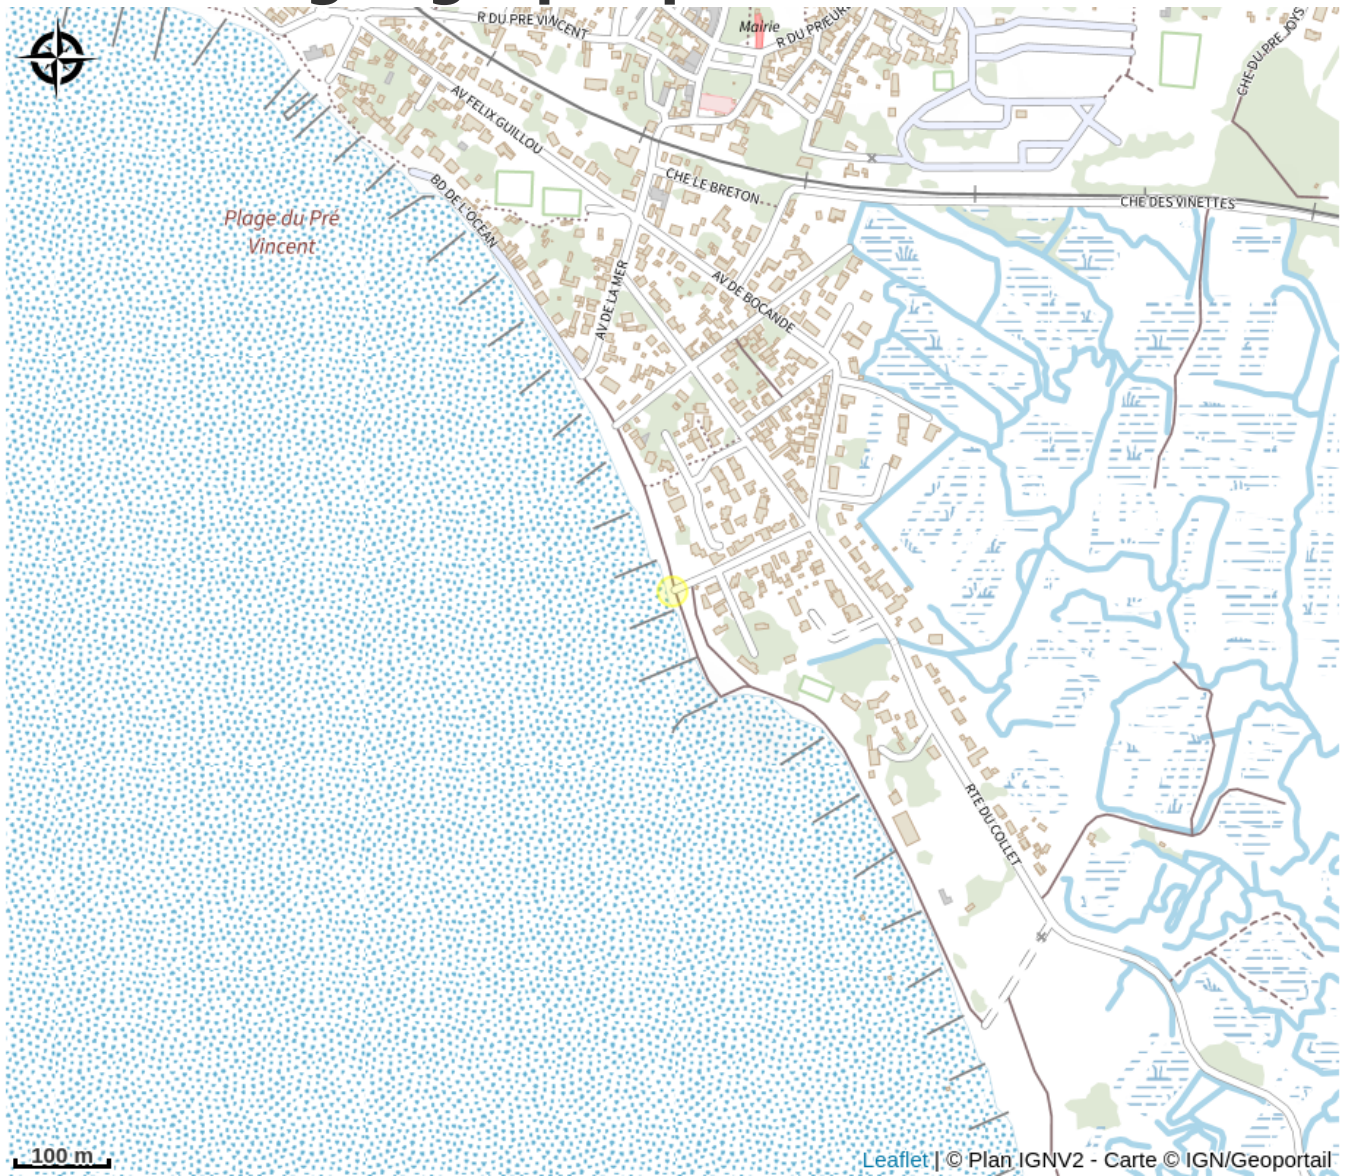 R DU PRE VINCENT
Mairie
R DU PRIEURÉ
CHE DU PRE JOYS
AV FELIX GUILLOU
CHE LE BRETON
BD DE L'OCEAN
CHE DES VINETTES
Plage du Pré
Vincent
AV DE LA MER
AV DE BOCANDE
RTE DU COLLET
100 m
Leaflet | © Plan IGNV2 - Carte © IGN/Geoportail